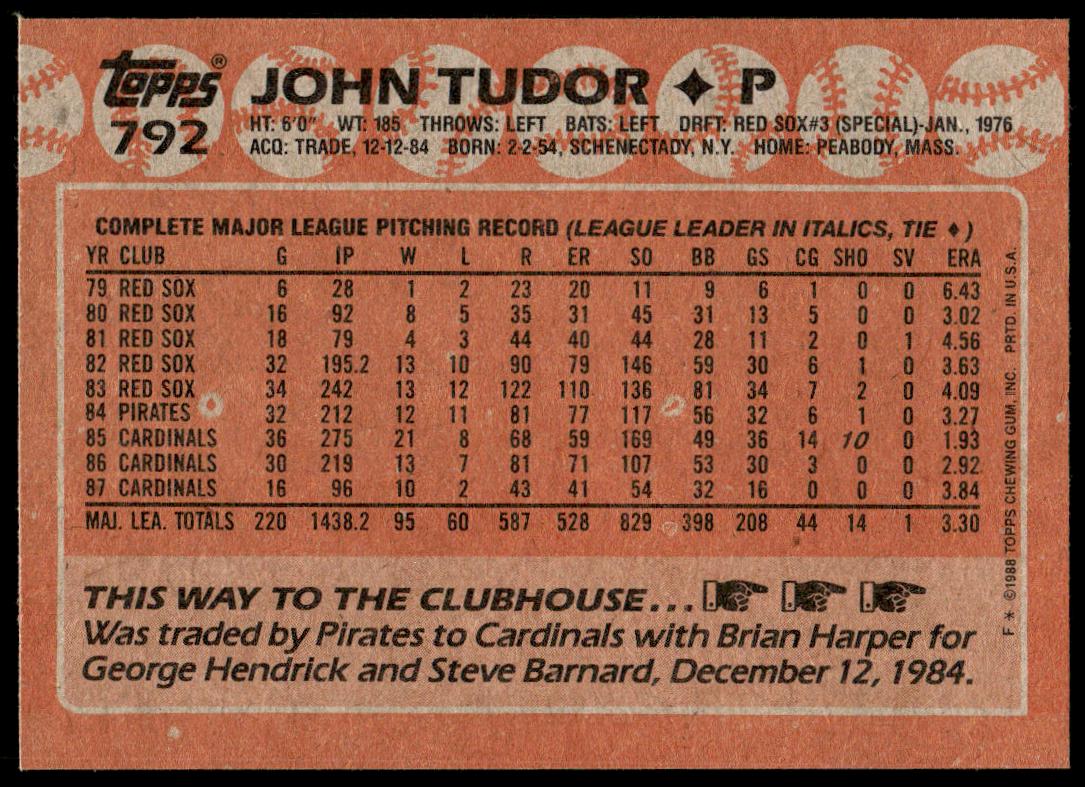 topps® JOHN TUDOR ✦ P
792 HT: 6'0" WT: 185 THROWS: LEFT BATS: LEFT DRFT: RED SOX#3 (SPECIAL)-JAN., 1976
ACQ: TRADE, 12-12-84 BORN: 2-2-54, SCHENECTADY, N.Y. HOME: PEABODY, MASS.
COMPLETE MAJOR LEAGUE PITCHING RECORD (LEAGUE LEADER IN ITALICS, TIE ♦)
YR CLUB G IP W L R ER SO BB GS CG SHO SV ERA
79 RED SOX 6 28 1 2 23 20 11 9 6 1 0 0 6.43
80 RED SOX 16 92 8 5 35 31 45 31 13 5 0 0 3.02
81 RED SOX 18 79 4 3 44 40 44 28 11 2 0 1 4.56
82 RED SOX 32 195.2 13 10 90 79 146 59 30 6 1 0 3.63
83 RED SOX 34 242 13 12 122 110 136 81 34 7 2 0 4.09
84 PIRATES 32 212 12 11 81 77 117 56 32 6 1 0 3.27
85 CARDINALS 36 275 21 8 68 59 169 49 36 14 10 0 1.93
86 CARDINALS 30 219 13 7 81 71 107 53 30 3 0 0 2.92
87 CARDINALS 16 96 10 2 43 41 54 32 16 0 0 0 3.84
MAJ. LEA. TOTALS 220 1438.2 95 60 587 528 829 398 208 44 14 1 3.30
THIS WAY TO THE CLUBHOUSE...
Was traded by Pirates to Cardinals with Brian Harper for
George Hendrick and Steve Barnard, December 12, 1984.
F * ©1988 TOPPS CHEWING GUM, INC. PRTD. IN U.S.A.